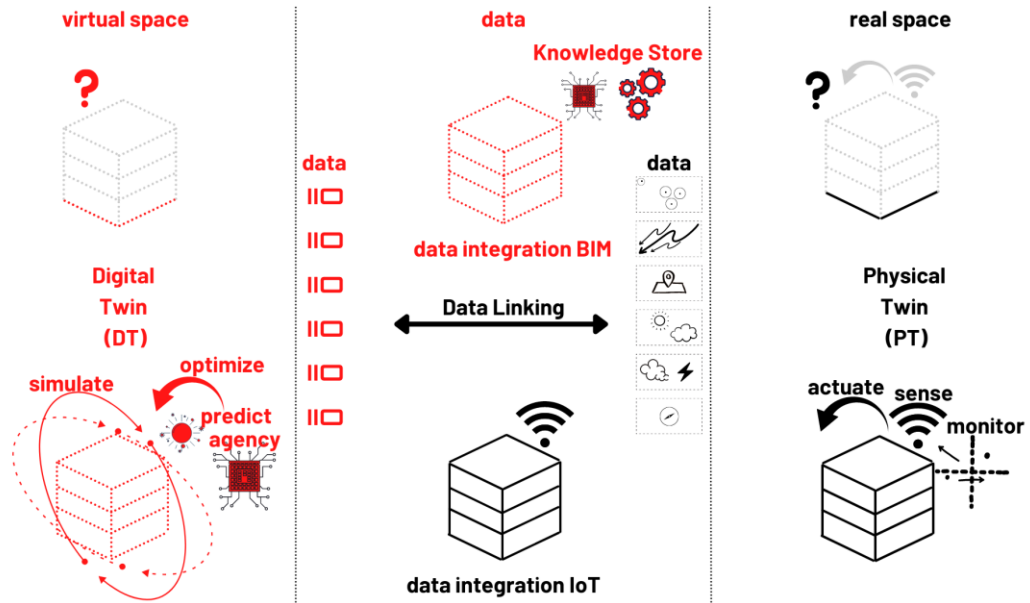 virtual space
?
Digital
Twin
(DT)
simulate
optimize
predict
agency
data
Knowledge Store
data
data
data integration BIM
Data Linking
data integration IoT
real space
?
Physical
Twin
(PT)
actuate
sense
monitor